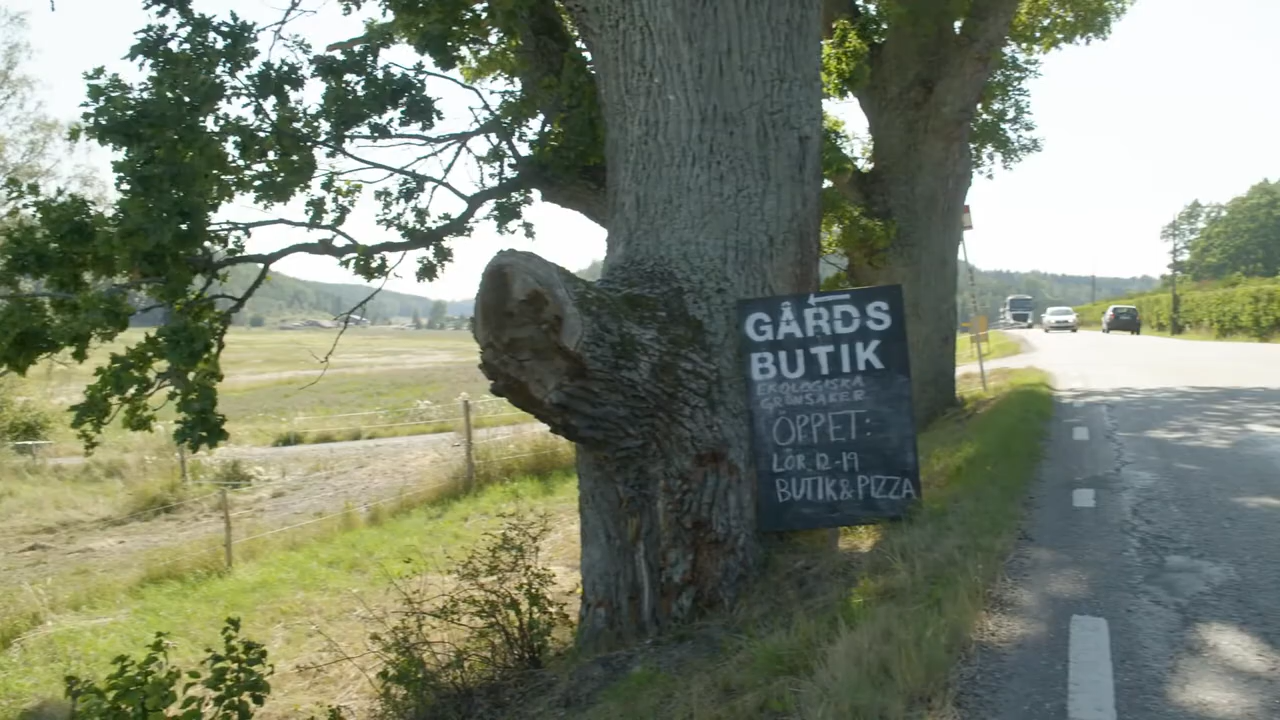 GÅRDS
BUTIK
EKOLOGISKA
GRÖNSAKER
ÖPPET:
LÖR 12-19
BUTIK & PIZZA